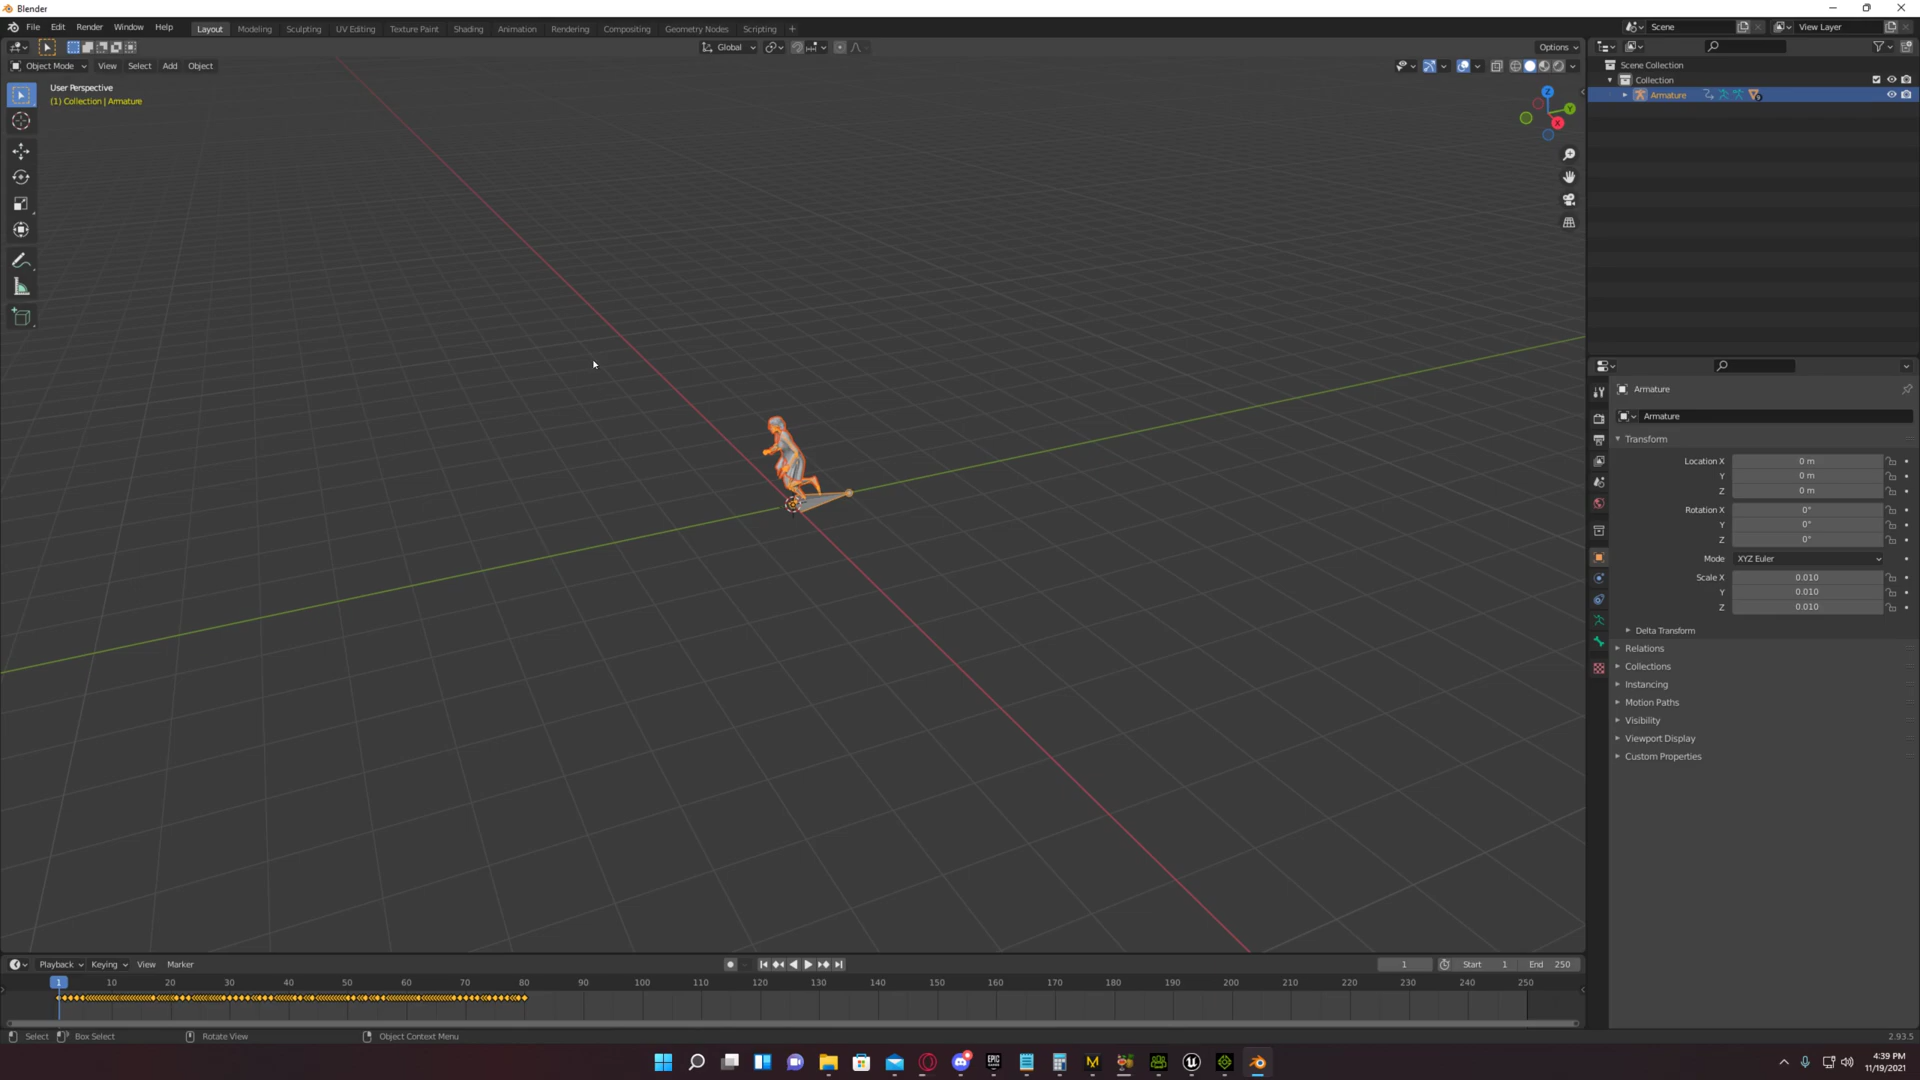 Blender
File Edit Render Window Help Layout Modeling Sculpting UV Editing Texture Paint Shading Animation Rendering Compositing Geometry Nodes Scripting + Scene View Layer
Global Options
Object Mode View Select Add Object
User Perspective
(1) Collection | Armature
Z
Y
X
Scene Collection
Collection
Armature
Armature
Armature
Transform
Location X 0 m
Y 0 m
Z 0 m
Rotation X 0°
Y 0°
Z 0°
Mode XYZ Euler
Scale X 0.010
Y 0.010
Z 0.010
Delta Transform
Relations
Collections
Instancing
Motion Paths
Visibility
Viewport Display
Custom Properties
Playback Keying View Marker 1 Start 1 End 250
1 10 20 30 40 50 60 70 80 90 100 110 120 130 140 150 160 170 180 190 200 210 220 230 240 250
Select Box Select Rotate View Object Context Menu 2.93.5
EPIC
4:39 PM
11/19/2021